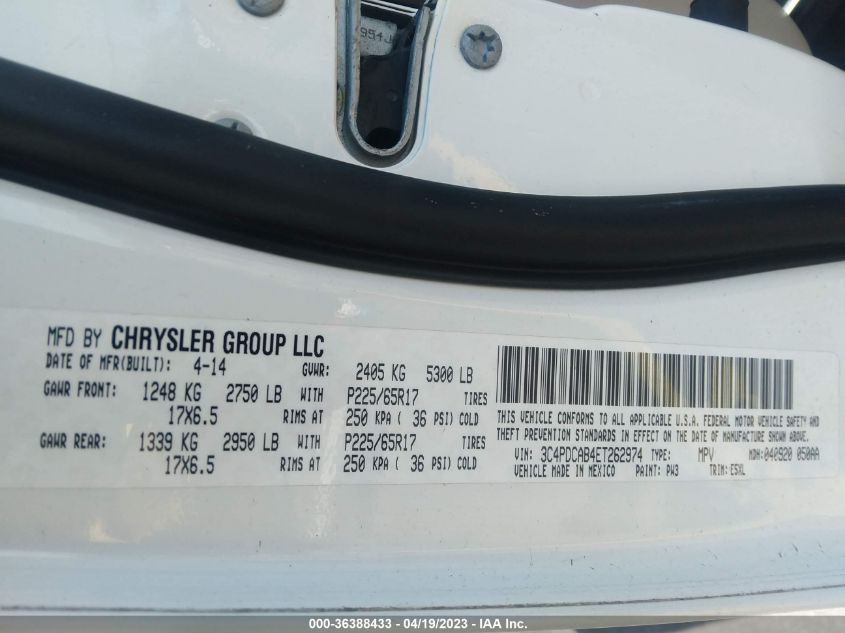 954J
MFD BY CHRYSLER GROUP LLC
DATE OF MFR(BUILT): 4-14 GVWR: 2405 KG 5300 LB
GAWR FRONT: 1248 KG 2750 LB WITH P225/65R17 TIRES
17X6.5 RIMS AT 250 KPA ( 36 PSI) COLD
GAWR REAR: 1339 KG 2950 LB WITH P225/65R17 TIRES
17X6.5 RIMS AT 250 KPA ( 36 PSI) COLD
THIS VEHICLE CONFORMS TO ALL APPLICABLE U.S.A. FEDERAL MOTOR VEHICLE SAFETY AND
THEFT PREVENTION STANDARDS IN EFFECT ON THE DATE OF MANUFACTURE SHOWN ABOVE.
VIN: 3C4PDCAB4ET262974 TYPE: MPV MDH: 040920 050AA
VEHICLE MADE IN MEXICO PAINT: PW3 TRIM: E5XL
000-36388433 - 04/19/2023 - IAA Inc.